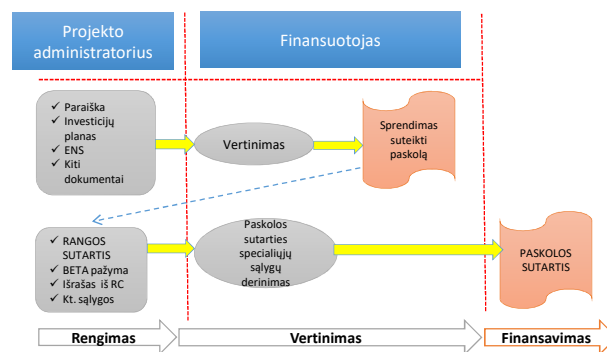 Projekto
administratorius
Finansuotojas
✓ Paraiška
✓ Investicijų
planas
✓ ENS
✓ Kiti
dokumentai
Vertinimas
Sprendimas
suteikti
paskolą
✓ RANGOS
SUTARTIS
✓ BETA pažyma
✓ Išrašas iš RC
✓ Kt. sąlygos
Paskolos
sutarties
specialiųjų
sąlygų
derinimas
PASKOLOS
SUTARTIS
Rengimas
Vertinimas
Finansavimas